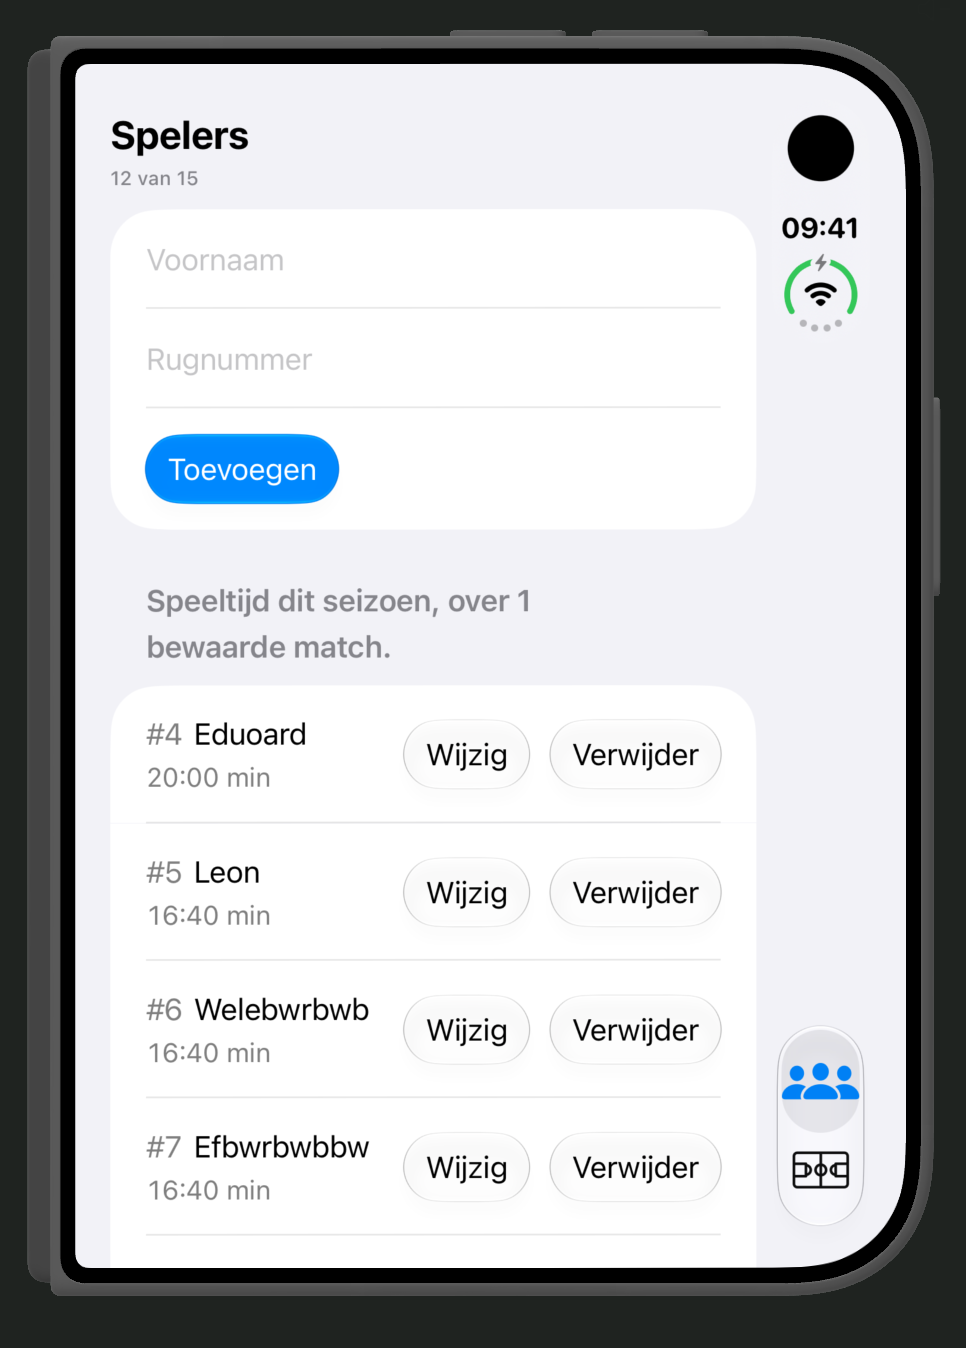 Spelers
12 van 15
09:41
Voornaam
Rugnummer
Toevoegen
Speeltijd dit seizoen, over 1
bewaarde match.
#4 Eduoard
20:00 min
Wijzig
Verwijder
#5 Leon
16:40 min
Wijzig
Verwijder
#6 Welebwrbwb
16:40 min
Wijzig
Verwijder
#7 Efbwrbwbbw
16:40 min
Wijzig
Verwijder